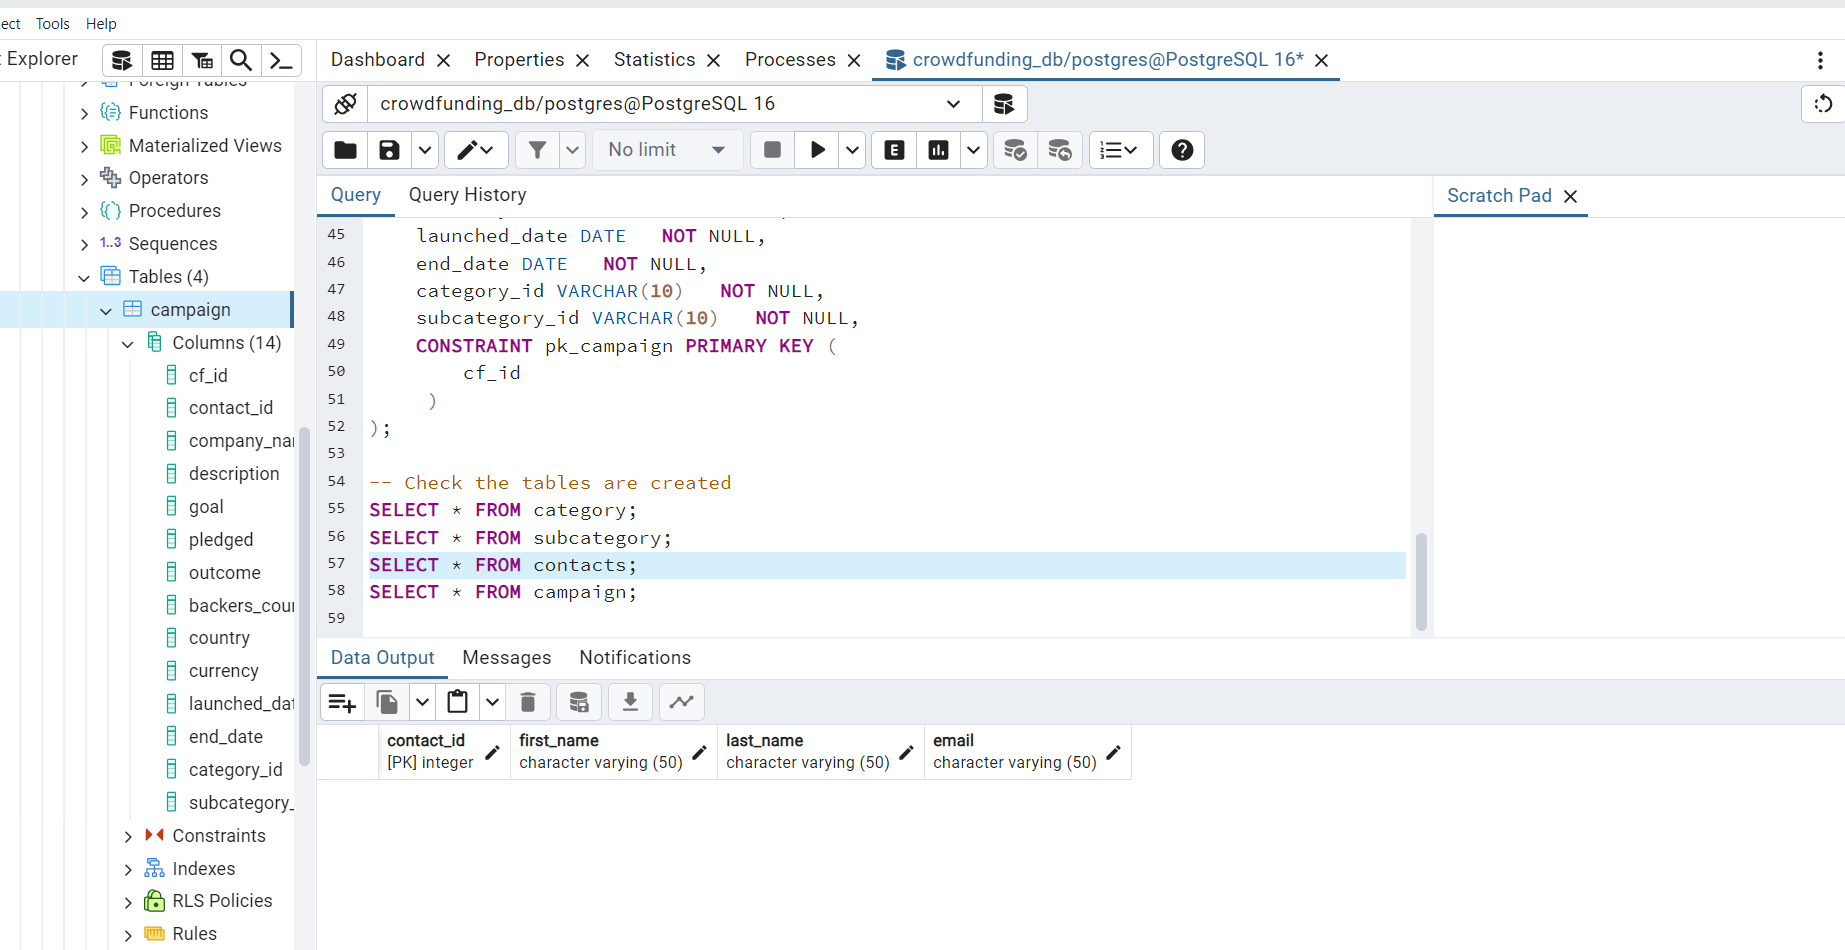 ect Tools Help
t Explorer
Dashboard Properties Statistics Processes crowdfunding_db/postgres@PostgreSQL 16*
crowdfunding_db/postgres@PostgreSQL 16
No limit
Query Query History
Scratch Pad
Foreign Tables
Functions
Materialized Views
Operators
Procedures
1..3 Sequences
Tables (4)
campaign
Columns (14)
cf_id
contact_id
company_nar
description
goal
pledged
outcome
backers_cour
country
currency
launched_dat
end_date
category_id
subcategory_
Constraints
Indexes
RLS Policies
Rules
45 launched_date DATE NOT NULL,
46 end_date DATE NOT NULL,
47 category_id VARCHAR(10) NOT NULL,
48 subcategory_id VARCHAR(10) NOT NULL,
49 CONSTRAINT pk_campaign PRIMARY KEY (
50 cf_id
51 )
52 );
53
54 -- Check the tables are created
55 SELECT * FROM category;
56 SELECT * FROM subcategory;
57 SELECT * FROM contacts;
58 SELECT * FROM campaign;
59
Data Output Messages Notifications
contact_id first_name last_name email
[PK] integer character varying (50) character varying (50) character varying (50)